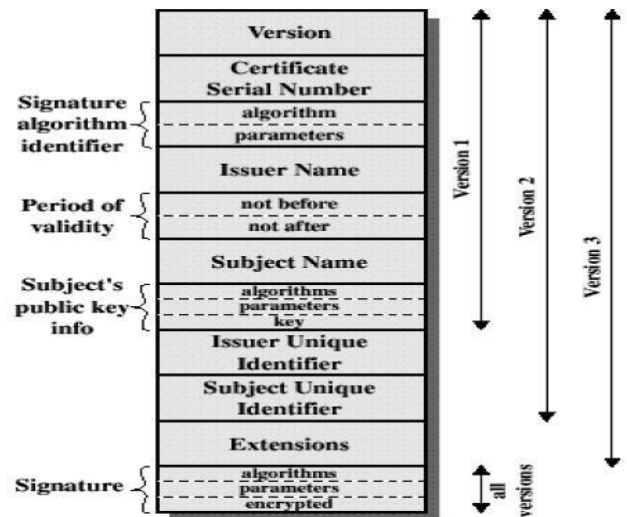 Version
Certificate
Serial Number
Signature
algorithm
identifier
algorithm
parameters
Issuer Name
Period of
validity
not before
not after
Subject Name
Subject's
public key
info
algorithms
parameters
key
Issuer Unique
Identifier
Subject Unique
Identifier
Extensions
Signature
algorithms
parameters
encrypted
Version 1
Version 2
Version 3
all
versions